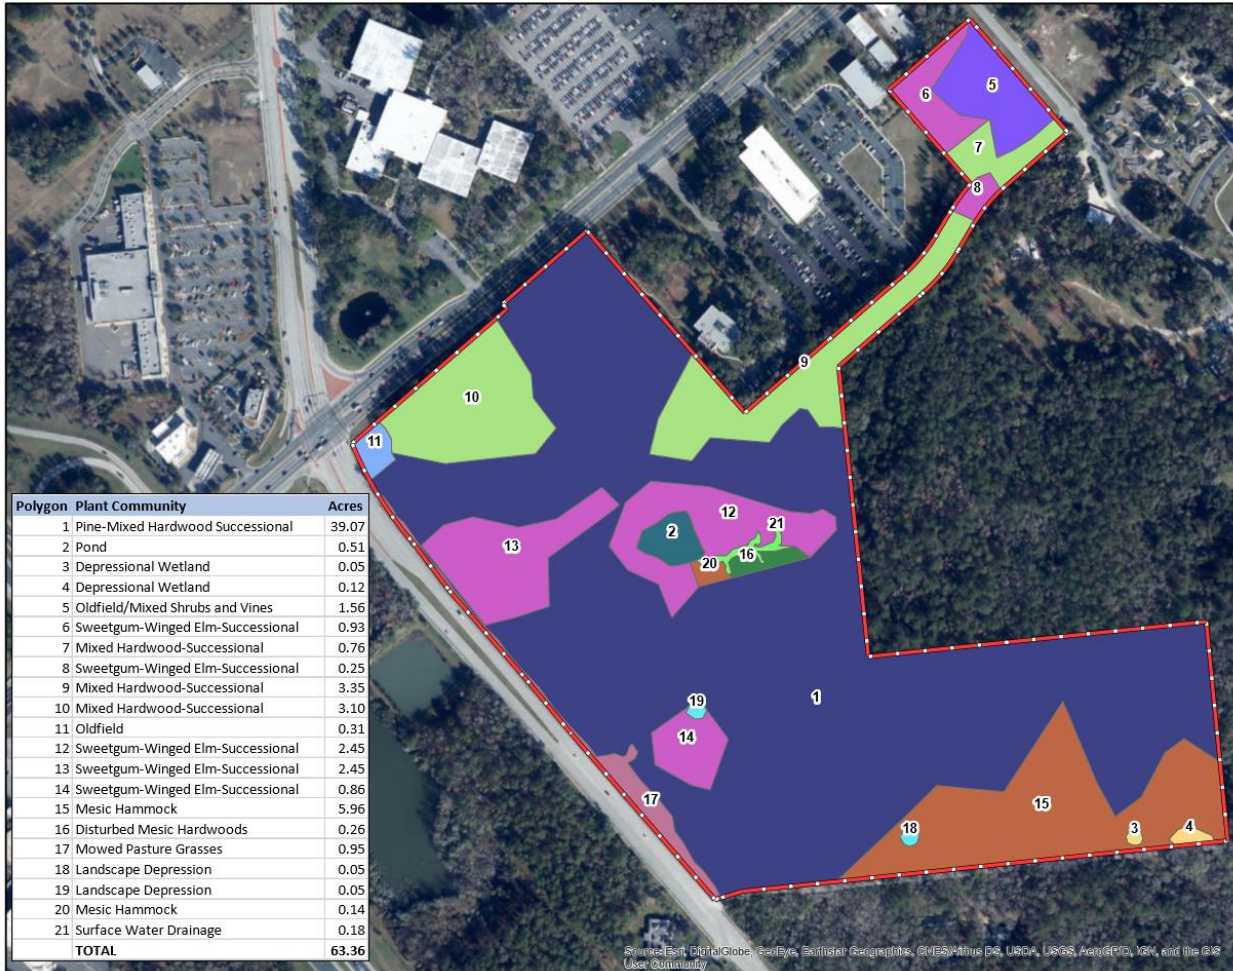 5
6
7
8
9
10
11
12
2
21
13
16
20
1
19
14
17
15
18
3
4
Polygon Plant Community Acres
1 Pine-Mixed Hardwood Successional 39.07
2 Pond 0.51
3 Depressional Wetland 0.05
4 Depressional Wetland 0.12
5 Oldfield/Mixed Shrubs and Vines 1.56
6 Sweetgum-Winged Elm-Successional 0.93
7 Mixed Hardwood-Successional 0.76
8 Sweetgum-Winged Elm-Successional 0.25
9 Mixed Hardwood-Successional 3.35
10 Mixed Hardwood-Successional 3.10
11 Oldfield 0.31
12 Sweetgum-Winged Elm-Successional 2.45
13 Sweetgum-Winged Elm-Successional 2.45
14 Sweetgum-Winged Elm-Successional 0.86
15 Mesic Hammock 5.96
16 Disturbed Mesic Hardwoods 0.26
17 Mowed Pasture Grasses 0.95
18 Landscape Depression 0.05
19 Landscape Depression 0.05
20 Mesic Hammock 0.14
21 Surface Water Drainage 0.18
TOTAL 63.36
Source: Esri, DigitalGlobe, GeoEye, Earthstar Geographics, CNES/Airbus DS, USDA, USGS, AeroGRID, IGN, and the GIS
User Community